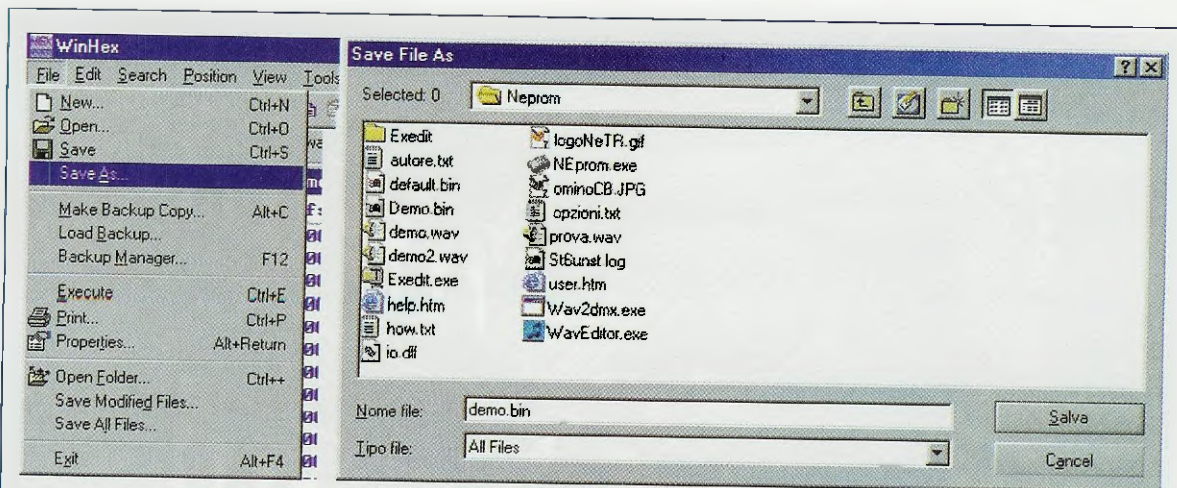 WinHex
File Edit Search Position View Tools
New... Ctrl+N
Open... Ctrl+O
Save Ctrl+S
Save As...
Make Backup Copy... Alt+C
Load Backup...
Backup Manager... F12
Execute Ctrl+E
Print... Ctrl+P
Properties... Alt+Return
Open Folder... Ctrl++
Save Modified Files...
Save All Files...
Exit Alt+F4
Save File As
Selected: 0 Neprom
Exedit
autore.txt
default.bin
Demo.bin
demo.wav
demo2.wav
Exedit.exe
help.htm
how.txt
io.dll
logoNeTR.gif
NEprom.exe
ominoCB.JPG
opzioni.txt
prova.wav
St6unst.log
user.htm
Wav2dmx.exe
WavEditor.exe
Nome file: demo.bin Salva
Tipo file: All Files Cancel